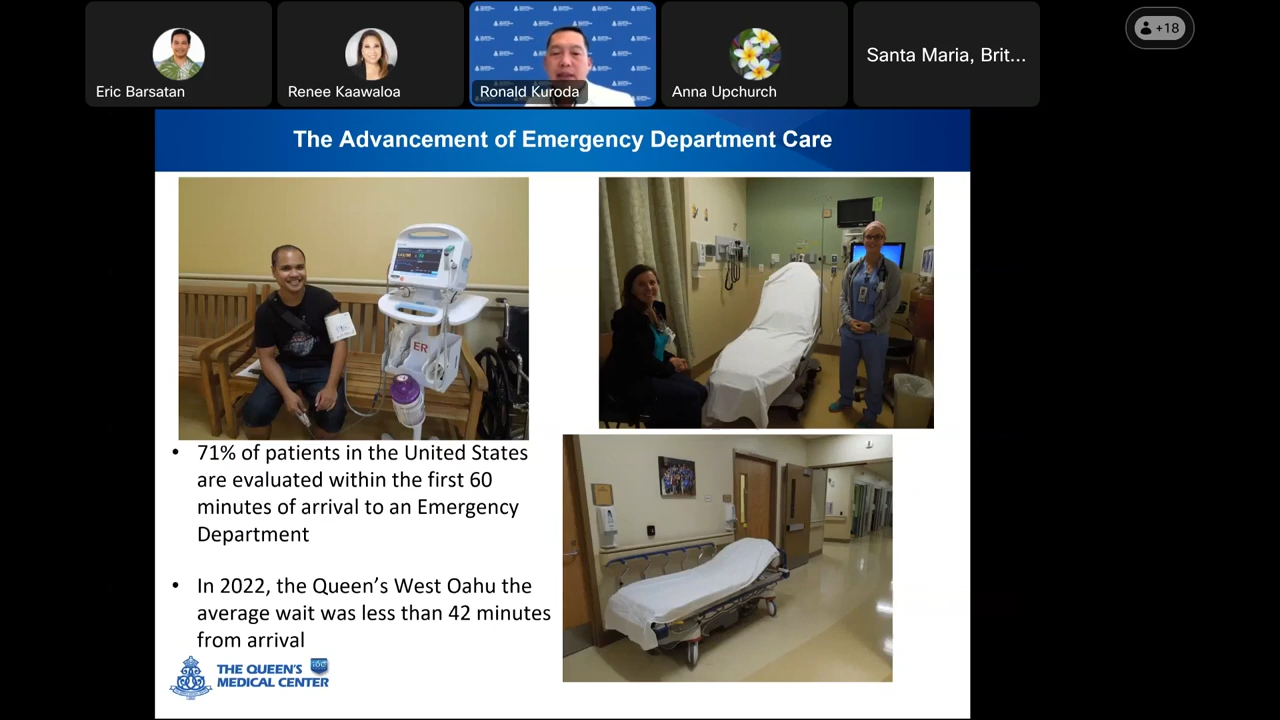 Eric Barsatan
Renee Kaawaloa
Ronald Kuroda
Anna Upchurch
Santa Maria, Brit...
+18
The Advancement of Emergency Department Care
ER
• 71% of patients in the United States
are evaluated within the first 60
minutes of arrival to an Emergency
Department
• In 2022, the Queen's West Oahu the
average wait was less than 42 minutes
from arrival
THE QUEEN'S
MEDICAL CENTER